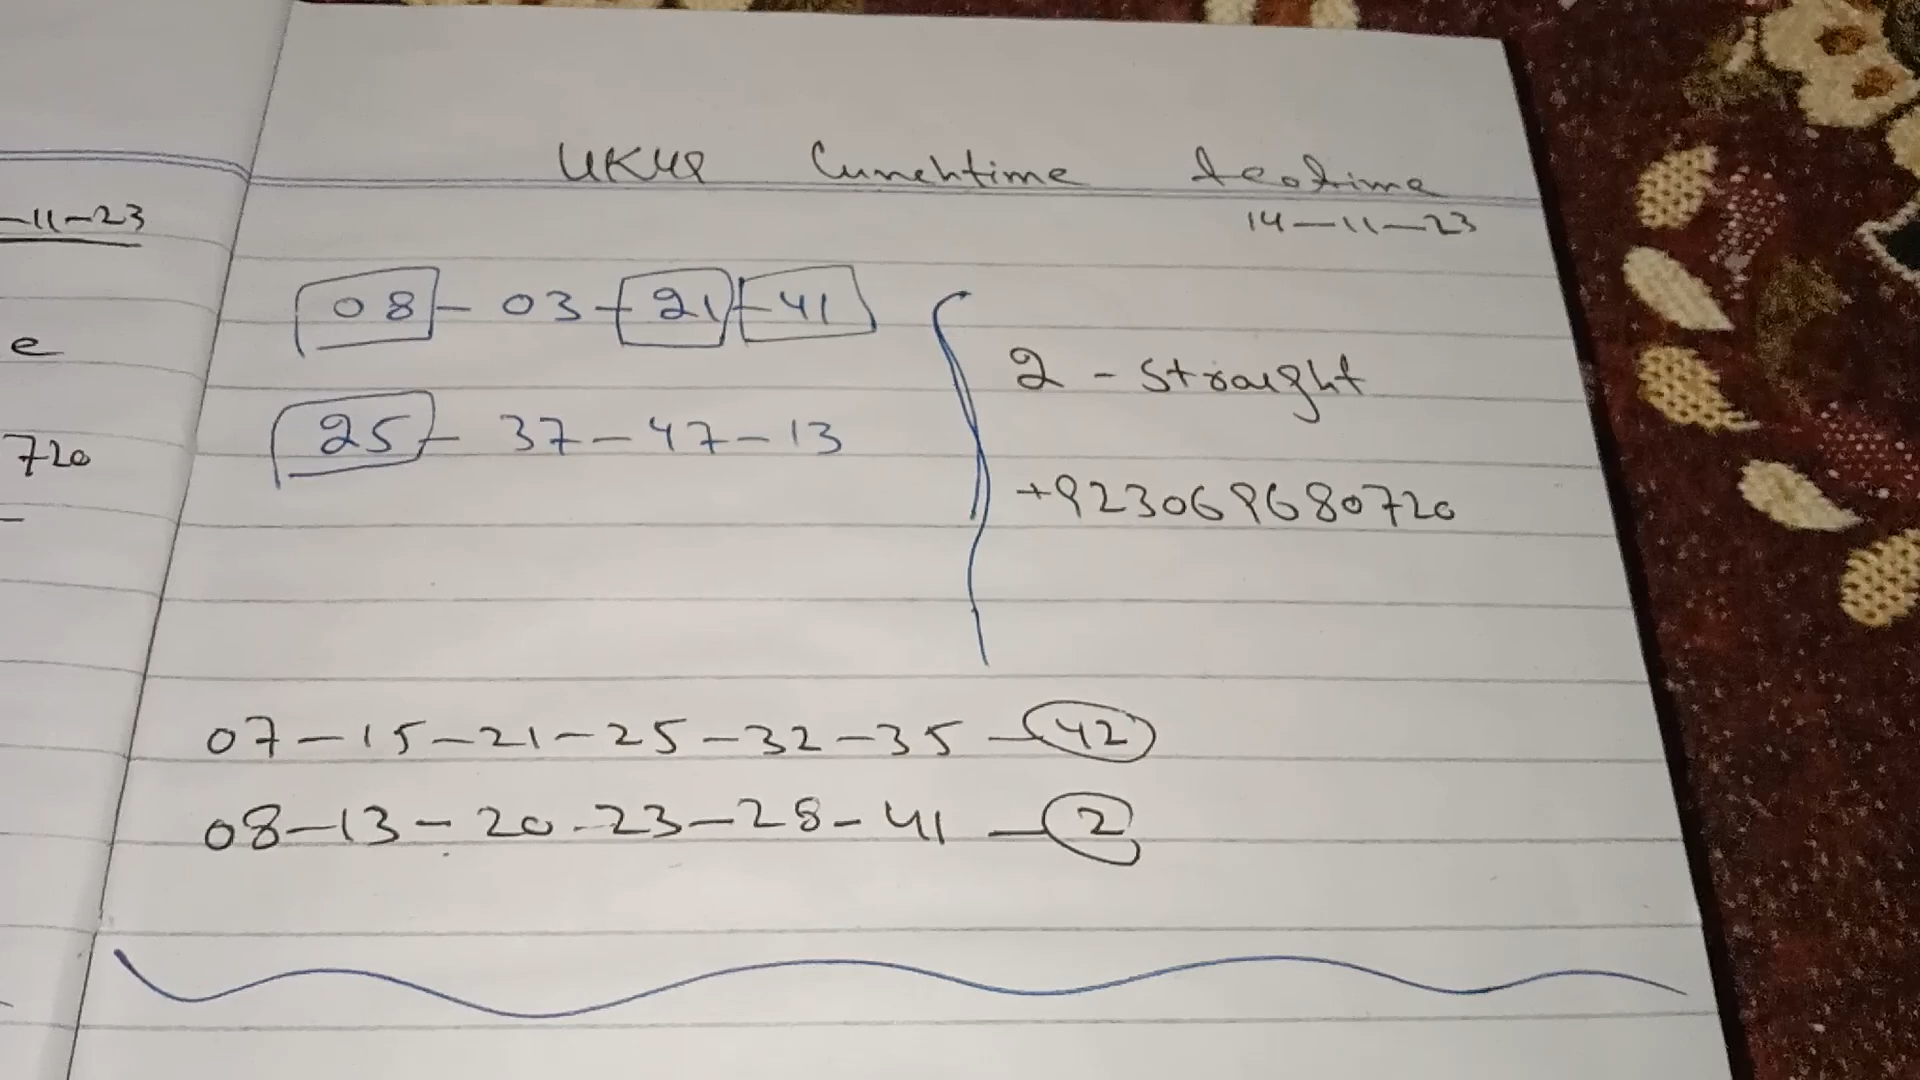 -11-23
e
720
UK49 Lunchtime teatime
14-11-23
08 - 03 - 21 - 41
25 - 37 - 47 - 13
2 - straight
+923069680720
07-15-21-25-32-35-42
08-13-20-23-28-41-2